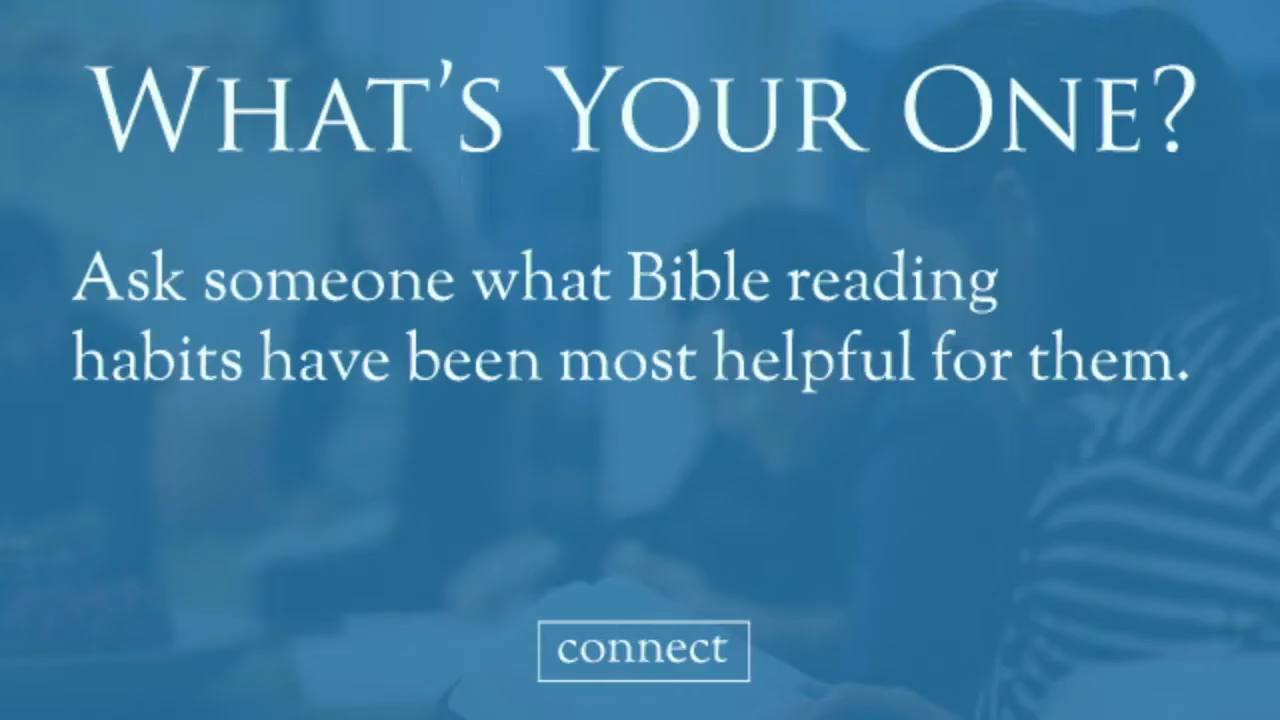 What's Your One?
Ask someone what Bible reading
habits have been most helpful for them.
connect